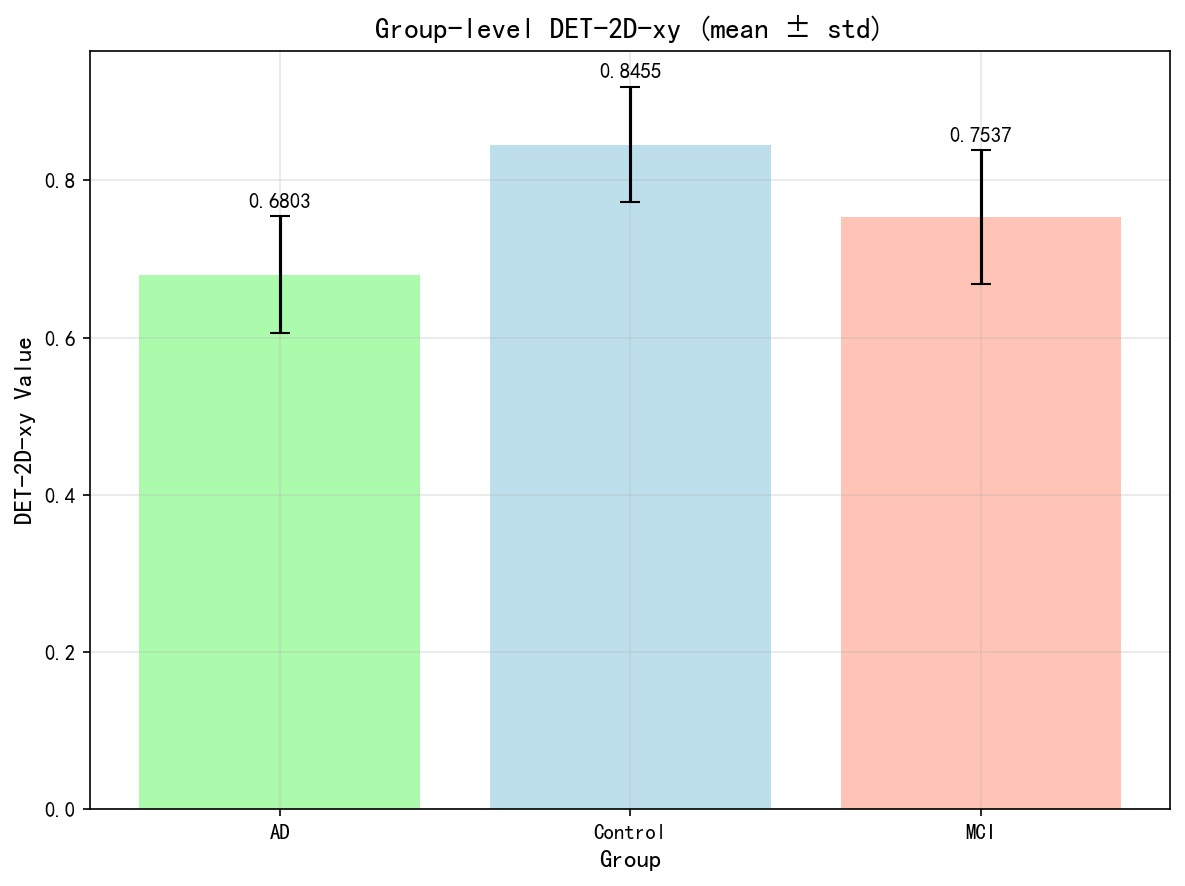 Group-level DET-2D-xy (mean ± std)
0.8455
0.7537
0.6803
DET-2D-xy Value
0.8
0.6
0.4
0.2
0.0
AD
Control
MCI
Group